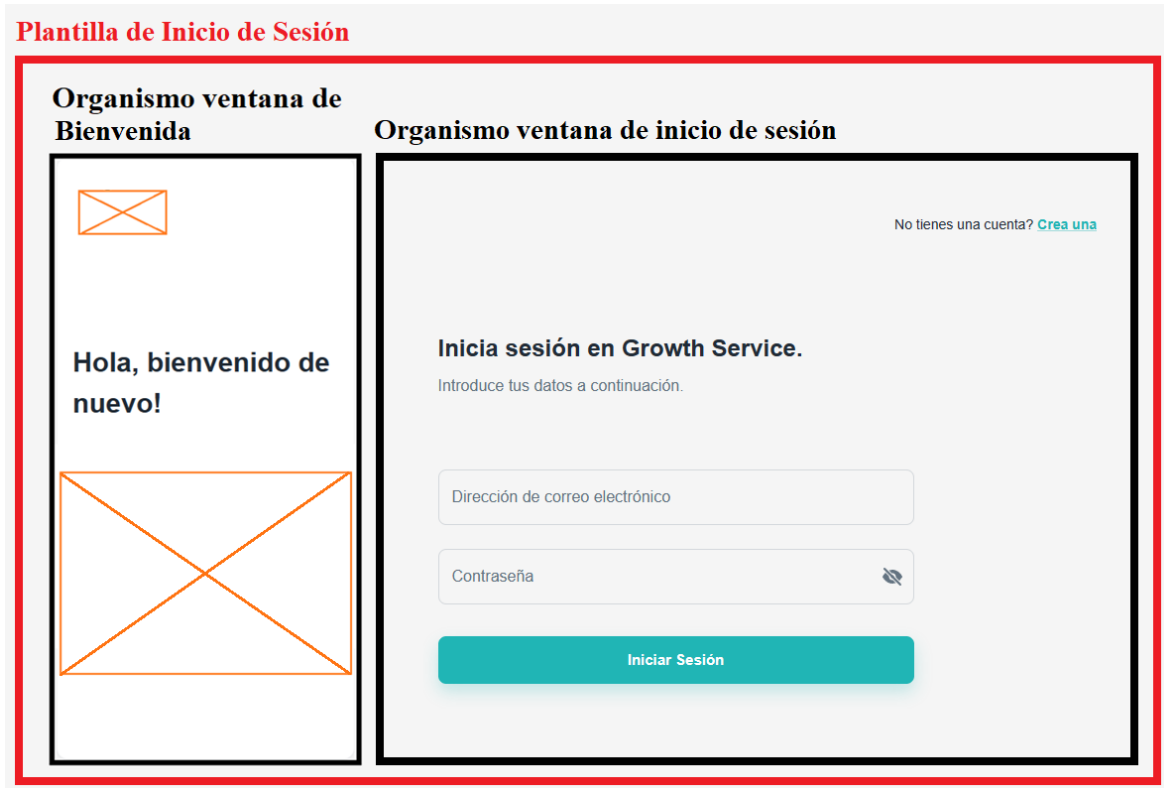 Plantilla de Inicio de Sesión
Organismo ventana de
Bienvenida
Hola, bienvenido de
nuevo!
Organismo ventana de inicio de sesión
No tienes una cuenta? Crea una
Inicia sesión en Growth Service.
Introduce tus datos a continuación.
Dirección de correo electrónico
Contraseña
Iniciar Sesión